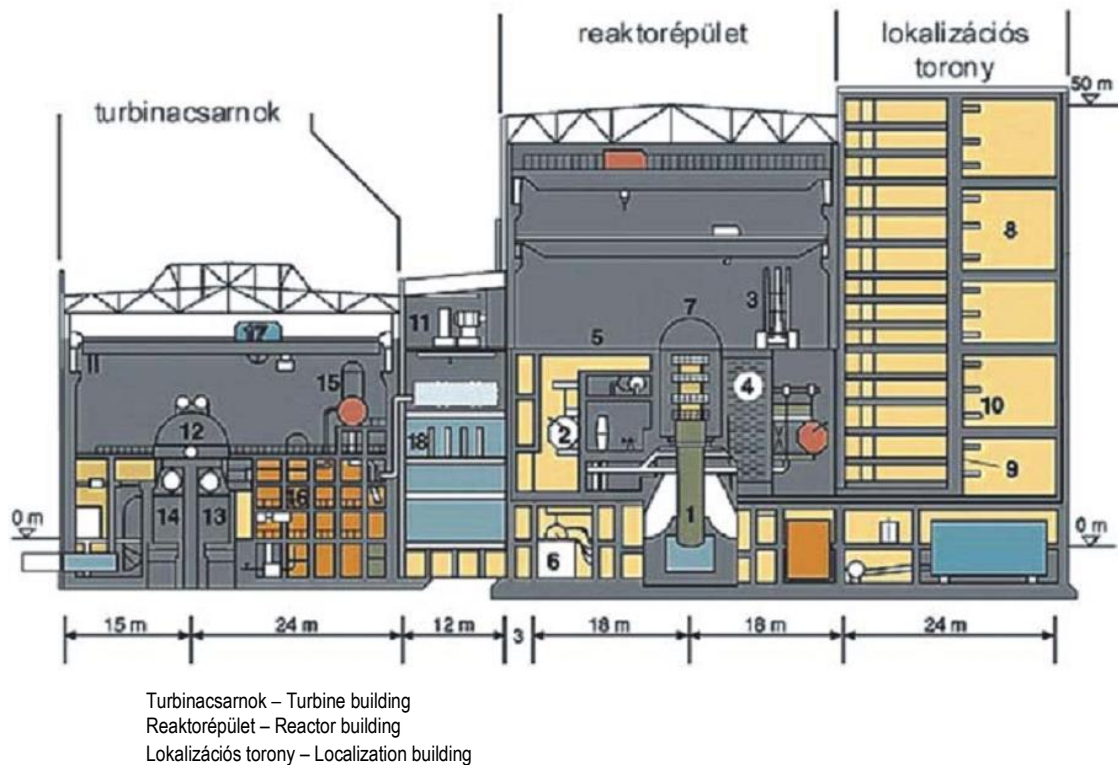 reaktorépület
lokalizációs
torony
turbinacsarnok
50 m
17
11
15
12
18
14
13
16
7
3
5
4
2
1
6
8
10
9
0 m
0 m
15 m
24 m
12 m
3
18 m
18 m
24 m
Turbinacsarnok – Turbine building
Reaktorépület – Reactor building
Lokalizációs torony – Localization building